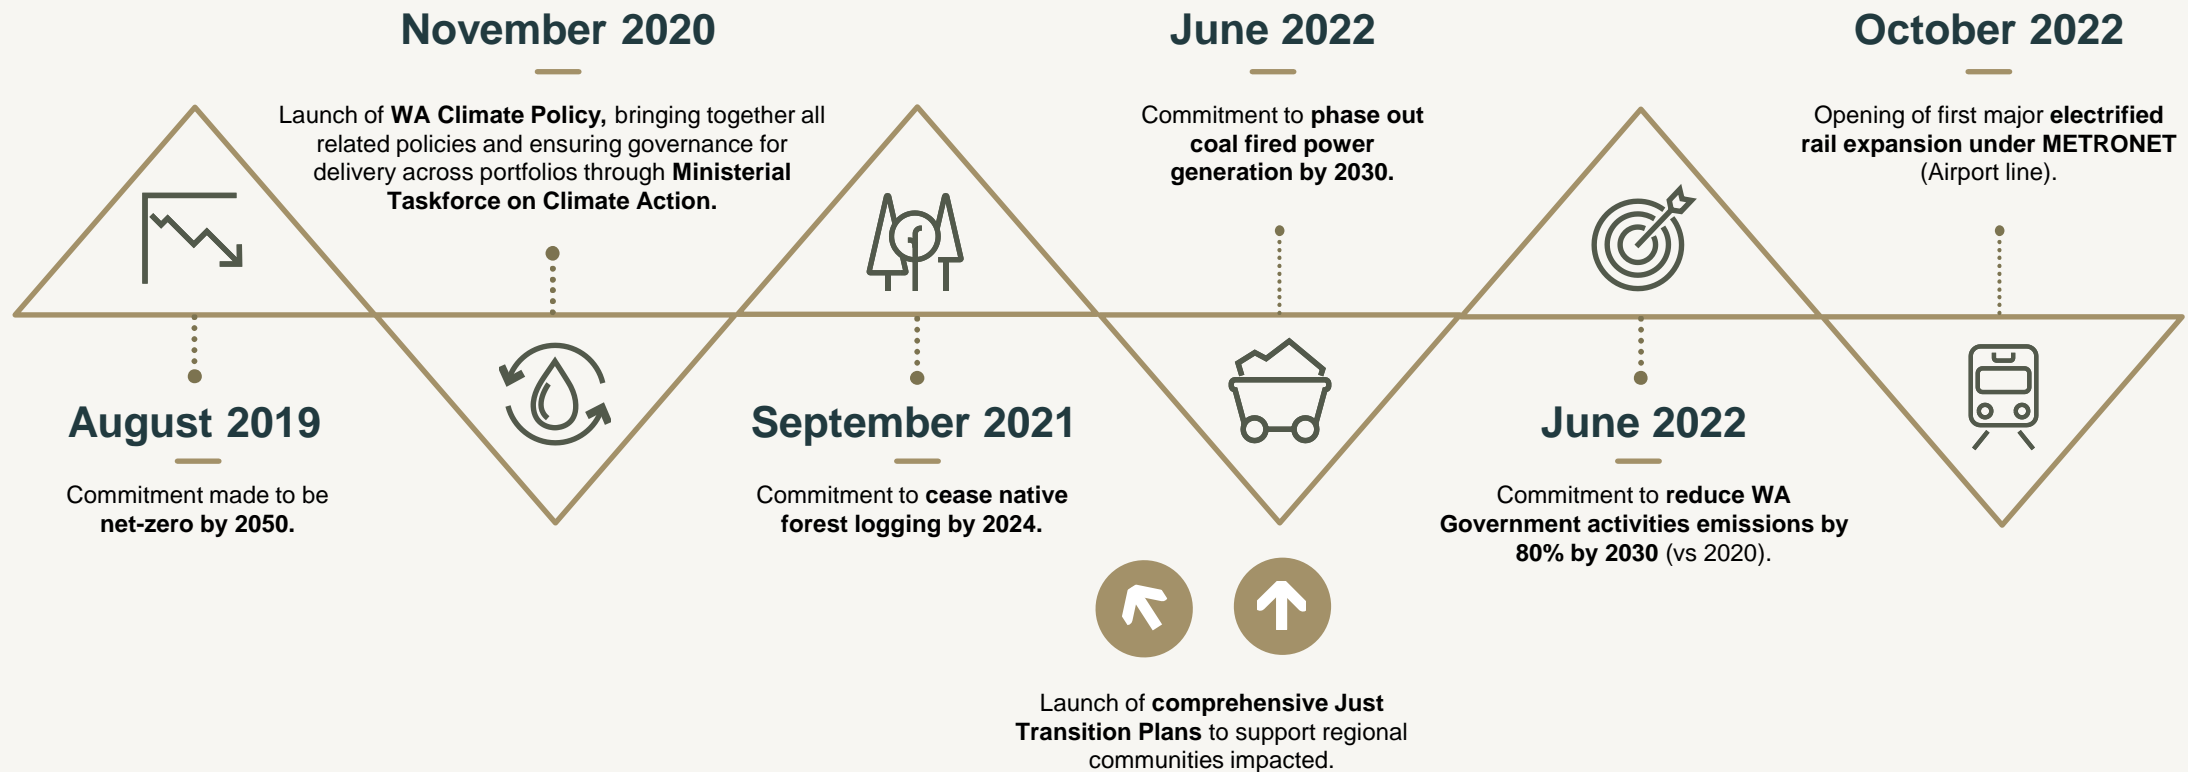 August 2019
Commitment made to be
net-zero by 2050.
November 2020
Launch of WA Climate Policy, bringing together all
related policies and ensuring governance for
delivery across portfolios through Ministerial
Taskforce on Climate Action.
September 2021
Commitment to cease native
forest logging by 2024.
June 2022
Commitment to phase out
coal fired power
generation by 2030.
Launch of comprehensive Just
Transition Plans to support regional
communities impacted.
June 2022
Commitment to reduce WA
Government activities emissions by
80% by 2030 (vs 2020).
October 2022
Opening of first major electrified
rail expansion under METRONET
(Airport line).